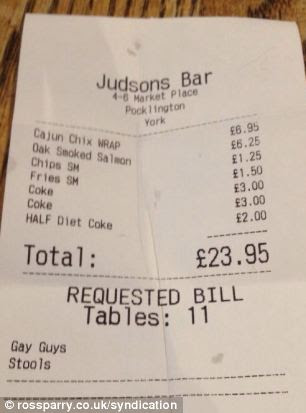 Judsons Bar
4-6 Market Place
Pocklington
York
Cajun Chix WRAP £6.95
Oak Smoked Salmon £6.25
Chips SM £1.25
Fries SM £1.50
Coke £3.00
Coke £3.00
HALF Diet Coke £2.00
Total: £23.95
REQUESTED BILL
Tables: 11
Gay Guys
Stools
© rossparry.co.uk/syndication